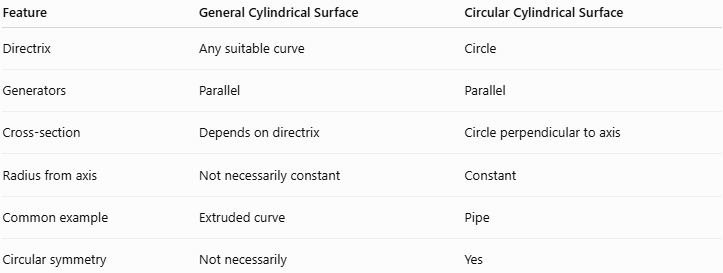 Feature General Cylindrical Surface Circular Cylindrical Surface
Directrix Any suitable curve Circle
Generators Parallel Parallel
Cross-section Depends on directrix Circle perpendicular to axis
Radius from axis Not necessarily constant Constant
Common example Extruded curve Pipe
Circular symmetry Not necessarily Yes